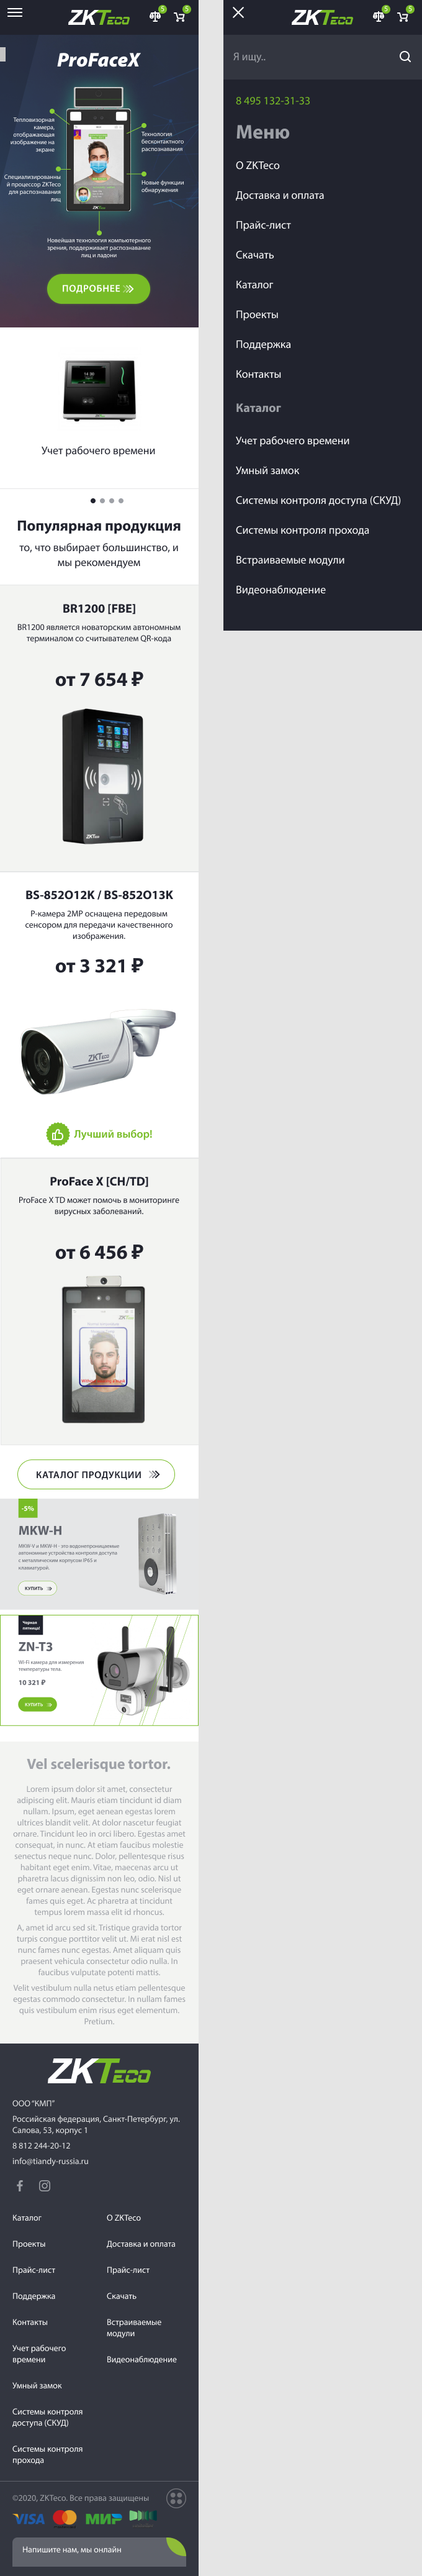 ZKTeco
5
5
ProFaceX
Тепловизорная
камера,
отображающая
изображение на
экране
Технология
бесконтактного
распознавания
Специализированны
й процессор ZKTeco
для распознавания
лиц
Новые функции
обнаружения
Новейшая технология компьютерного
зрения, поддерживает распознавание
лиц и ладони
ПОДРОБНЕЕ
Учет рабочего времени
Популярная продукция
то, что выбирает большинство, и
мы рекомендуем
BR1200 [FBE]
BR1200 является новаторским автономным
терминалом со считывателем QR-кода
от 7 654 ₽
ZKTeco
BS-852O12K / BS-852O13K
P-камера 2MP оснащена передовым
сенсором для передачи качественного
изображения.
от 3 321 ₽
ZKTeco
Лучший выбор!
ProFace X [CH/TD]
ProFace X TD может помочь в мониторинге
вирусных заболеваний.
от 6 456 ₽
КАТАЛОГ ПРОДУКЦИИ
-5%
MKW-H
MKW-V и MKW-H - это водонепроницаемые
автономные устройства контроля доступа
с металлическим корпусом IP65 и
клавиатурой.
КУПИТЬ
Черная
пятница!
ZN-T3
Wi-Fi камера для измерения
температуры тела.
10 321 ₽
КУПИТЬ
Vel scelerisque tortor.
Lorem ipsum dolor sit amet, consectetur
adipiscing elit. Mauris etiam tincidunt id diam
nullam. Ipsum, eget aenean egestas lorem
ultrices blandit velit. At dolor nascetur feugiat
ornare. Tincidunt leo in orci libero. Egestas amet
consequat, in nunc. At etiam faucibus molestie
senectus neque nunc. Dolor, pellentesque risus
habitant eget enim. Vitae, maecenas arcu ut
pharetra lacus dignissim non leo, odio. Nisl ut
eget ornare aenean. Egestas nunc scelerisque
fames quis eget. Ac pharetra at tincidunt
tempus lorem massa elit id rhoncus.
A, amet id arcu sed sit. Tristique gravida tortor
turpis congue porttitor velit ut. Mi erat nisl est
nunc fames nunc egestas. Amet aliquam quis
praesent vehicula consectetur odio nulla. In
faucibus vulputate potenti mattis.
Velit vestibulum nulla netus etiam pellentesque
egestas commodo consectetur. In nullam fames
quis vestibulum enim risus eget elementum.
Pretium.
ZKTeco
ООО "КМП"
Российская федерация, Санкт-Петербург, ул.
Салова, 53, корпус 1
8 812 244-20-12
info@tiandy-russia.ru
Каталог
Проекты
Прайс-лист
Поддержка
Контакты
Учет рабочего
времени
Умный замок
Системы контроля
доступа (СКУД)
Системы контроля
прохода
О ZKTeco
Доставка и оплата
Прайс-лист
Скачать
Встраиваемые
модули
Видеонаблюдение
©2020, ZKTeco. Все права защищены
VISA
МИР
Напишите нам, мы онлайн
ZKTeco
5
5
Я ищу..
8 495 132-31-33
Меню
О ZKTeco
Доставка и оплата
Прайс-лист
Скачать
Каталог
Проекты
Поддержка
Контакты
Каталог
Учет рабочего времени
Умный замок
Системы контроля доступа (СКУД)
Системы контроля прохода
Встраиваемые модули
Видеонаблюдение